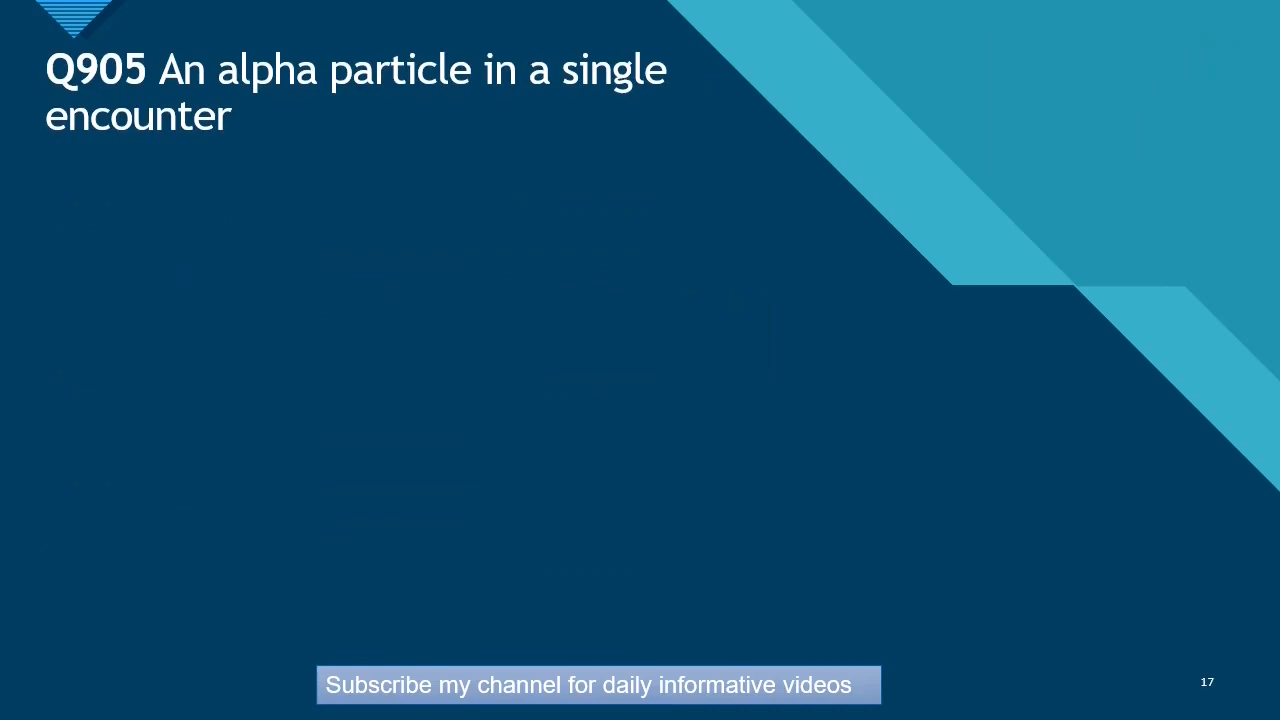 Q905 An alpha particle in a single
encounter
Subscribe my channel for daily informative videos
17